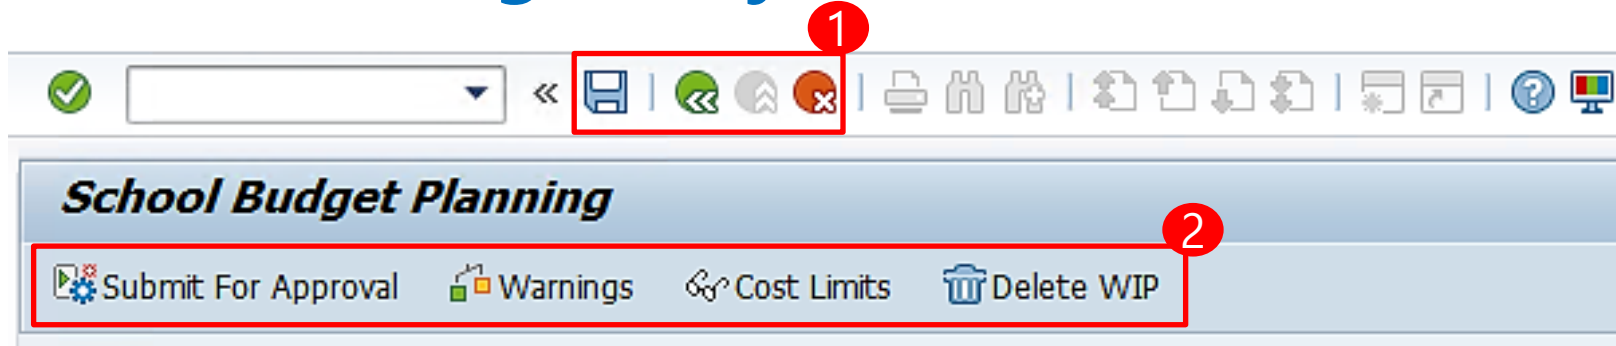 1
School Budget Planning
2
Submit For Approval Warnings Cost Limits Delete WIP